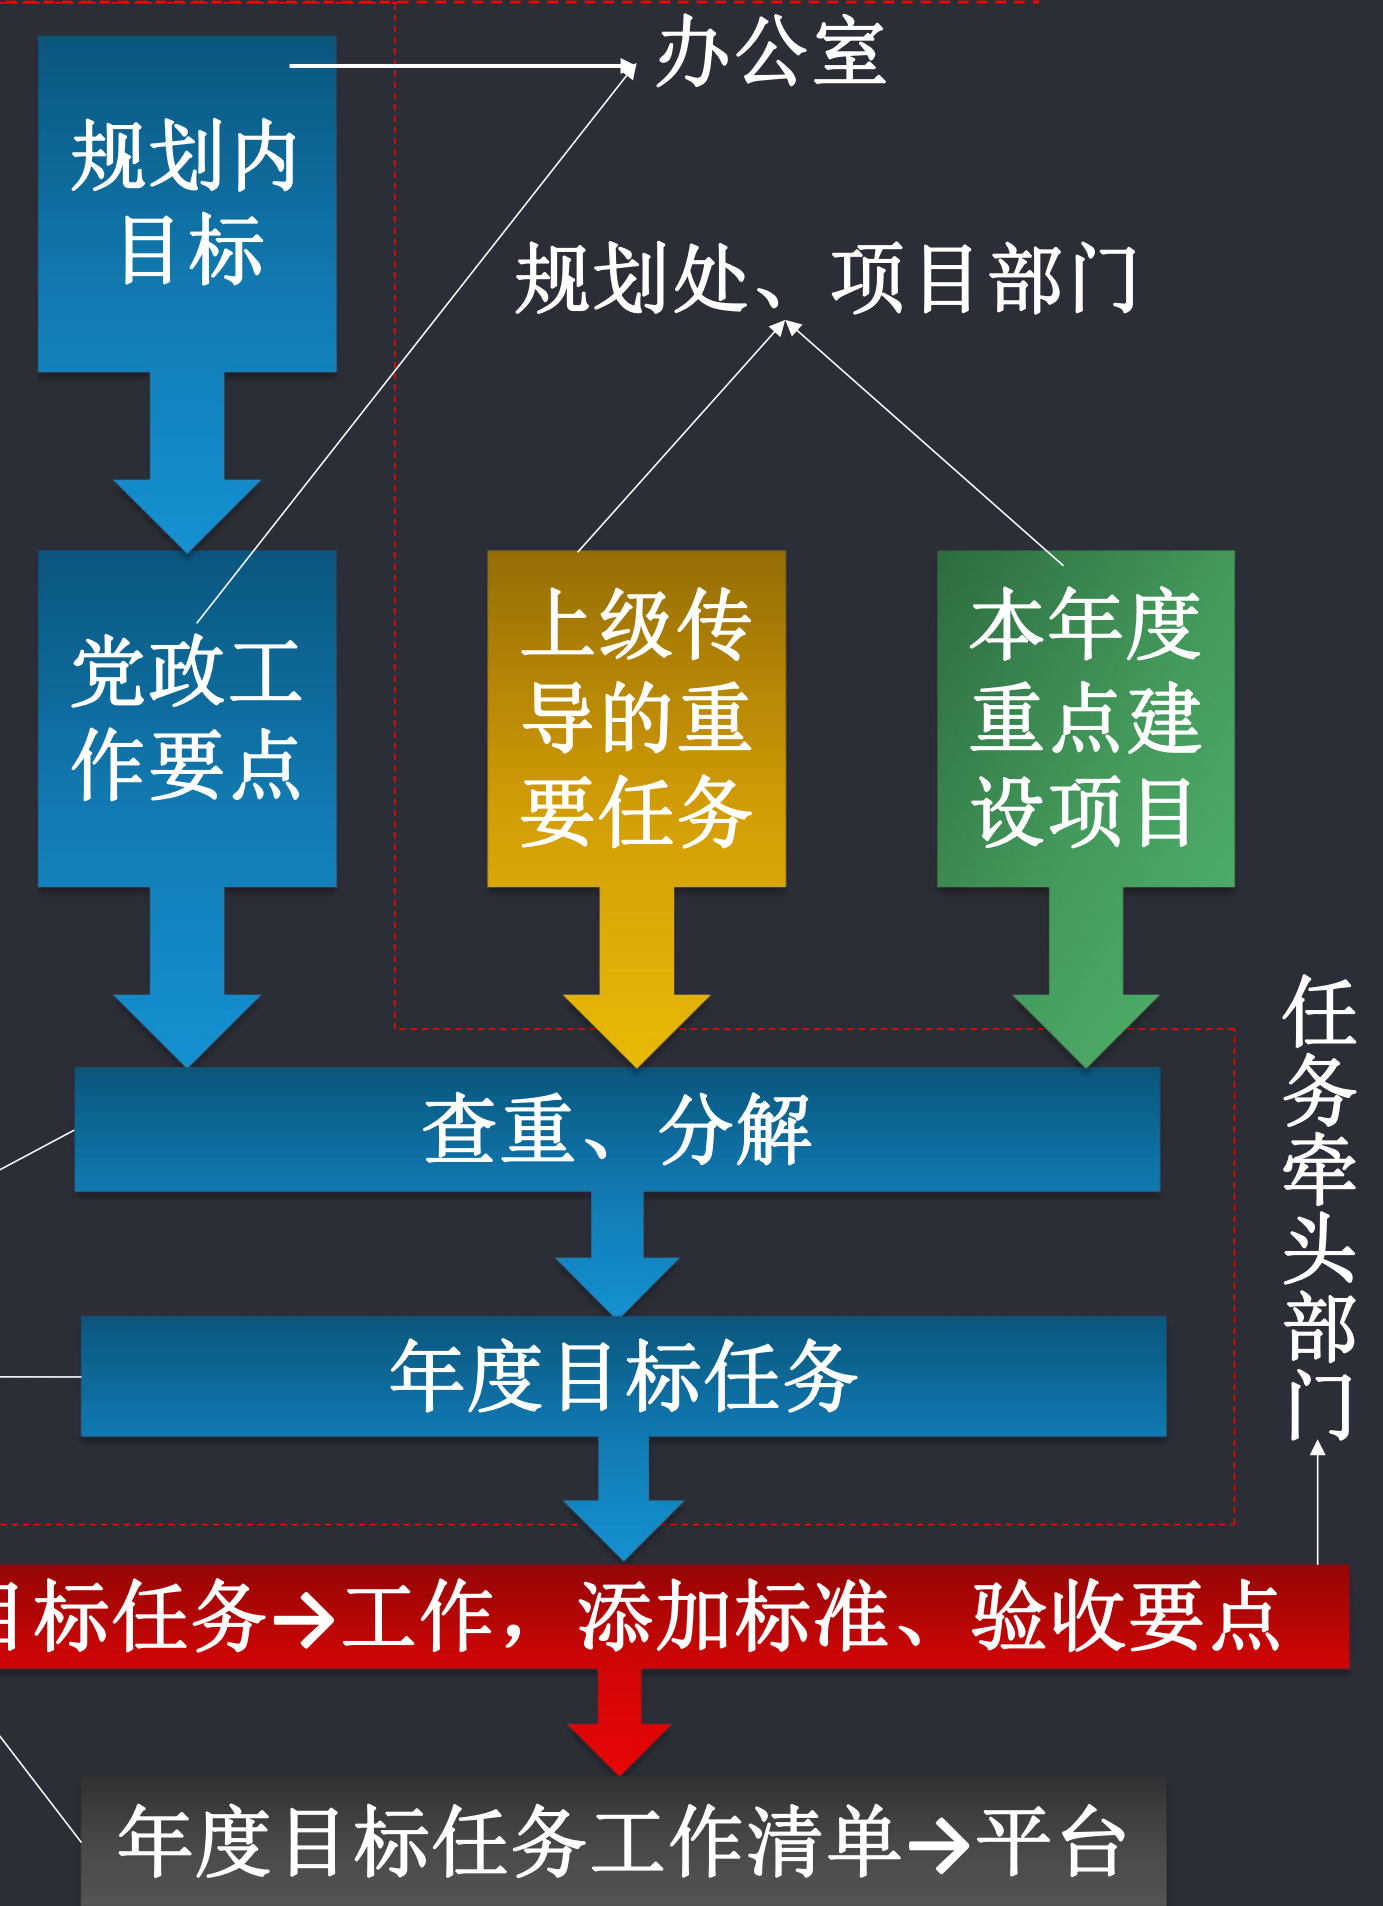 办公室
规划内
目标
规划处、项目部门
党政工
作要点
上级传
导的重
要任务
本年度
重点建
设项目
任务牵头部门
查重、分解
年度目标任务
目标任务→工作，添加标准、验收要点
年度目标任务工作清单→平台